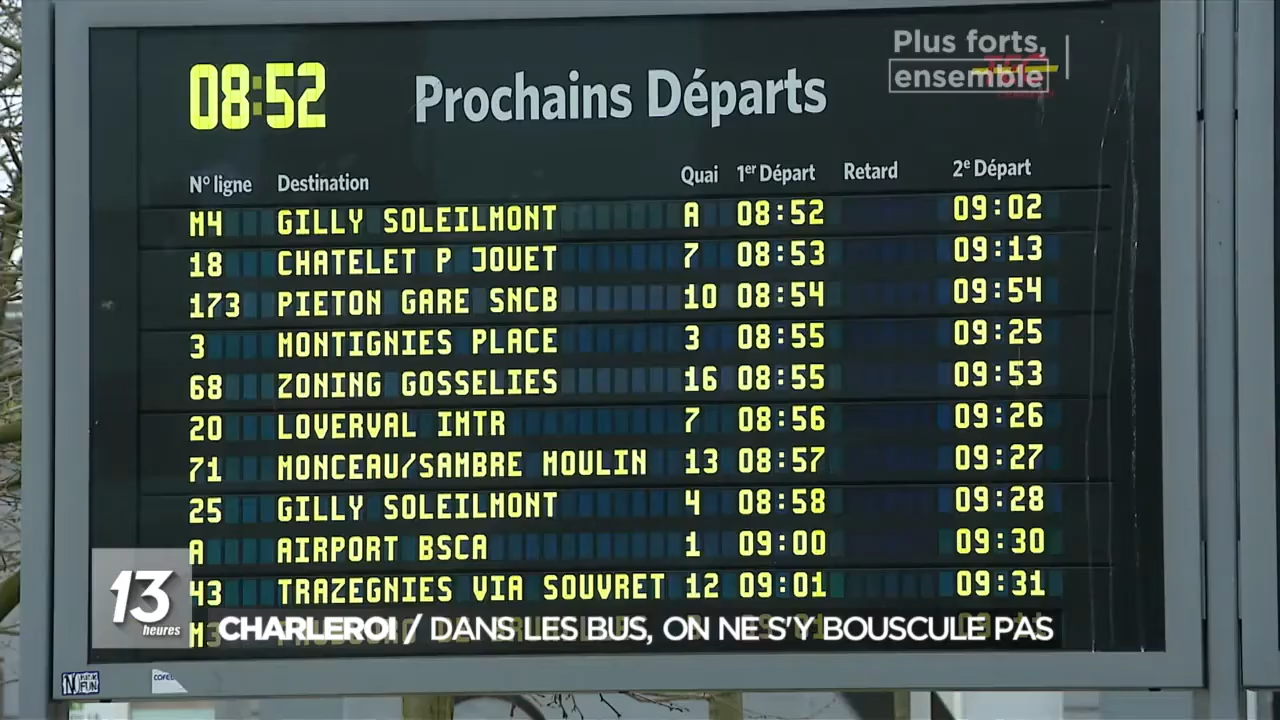 Plus forts,
ensemble
08:52 Prochains Départs
N° ligne Destination Quai 1er Départ Retard 2e Départ
M4 GILLY SOLEILMONT A 08:52 09:02
18 CHATELET P JOUET 7 08:53 09:13
173 PIETON GARE SNCB 10 08:54 09:54
3 MONTIGNIES PLACE 3 08:55 09:25
68 ZONING GOSSELIES 16 08:55 09:53
20 LOVERVAL IMTR 7 08:56 09:26
71 MONCEAU/SAMBRE MOULIN 13 08:57 09:27
25 GILLY SOLEILMONT 4 08:58 09:28
A AIRPORT BSCA 1 09:00 09:30
43 TRAZEGNIES VIA SOUVRET 12 09:01 09:31
M3
13
heures
CHARLEROI / DANS LES BUS, ON NE S'Y BOUSCULE PAS